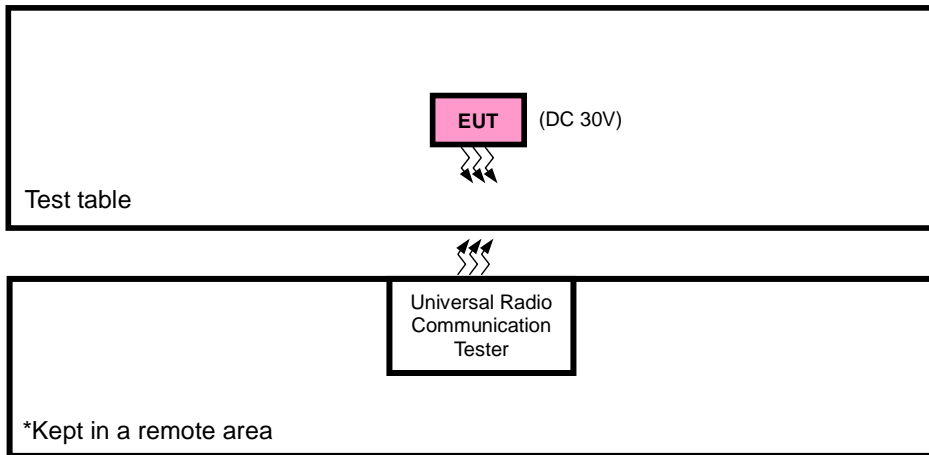 EUT
(DC 30V)
Test table
Universal Radio
Communication
Tester
*Kept in a remote area